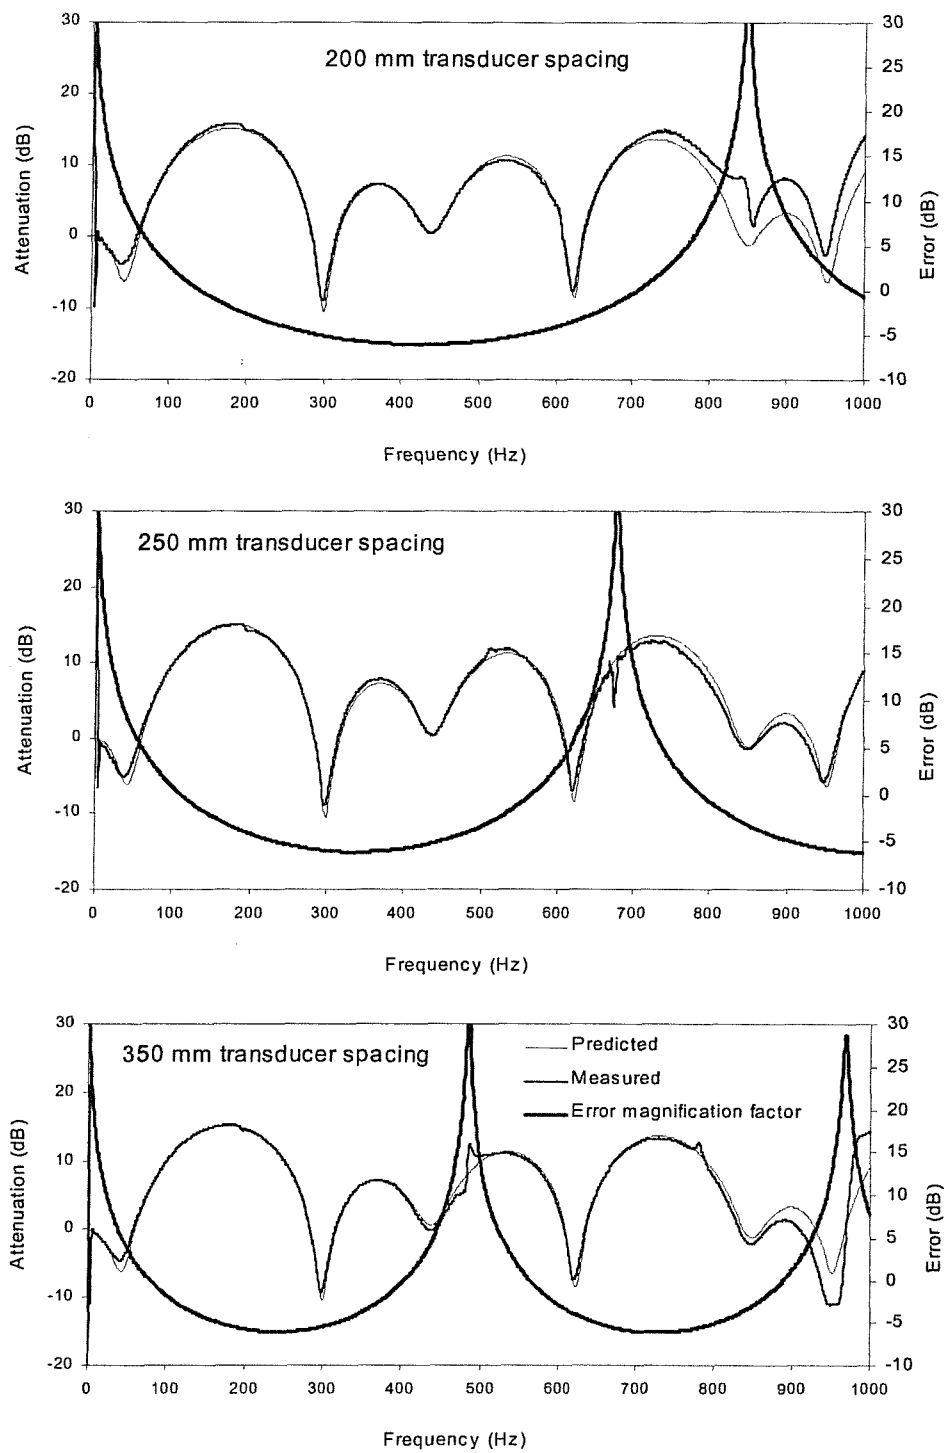 200 mm transducer spacing
30
20
10
0
-10
-20
Attenuation (dB)
30
25
20
15
10
5
0
-5
-10
Error (dB)
0 100 200 300 400 500 600 700 800 900 1000
Frequency (Hz)
250 mm transducer spacing
30
20
10
0
-10
-20
Attenuation (dB)
30
25
20
15
10
5
0
-5
-10
Error (dB)
0 100 200 300 400 500 600 700 800 900 1000
Frequency (Hz)
350 mm transducer spacing
Predicted
Measured
Error magnification factor
30
20
10
0
-10
-20
Attenuation (dB)
30
25
20
15
10
5
0
-5
-10
Error (dB)
0 100 200 300 400 500 600 700 800 900 1000
Frequency (Hz)